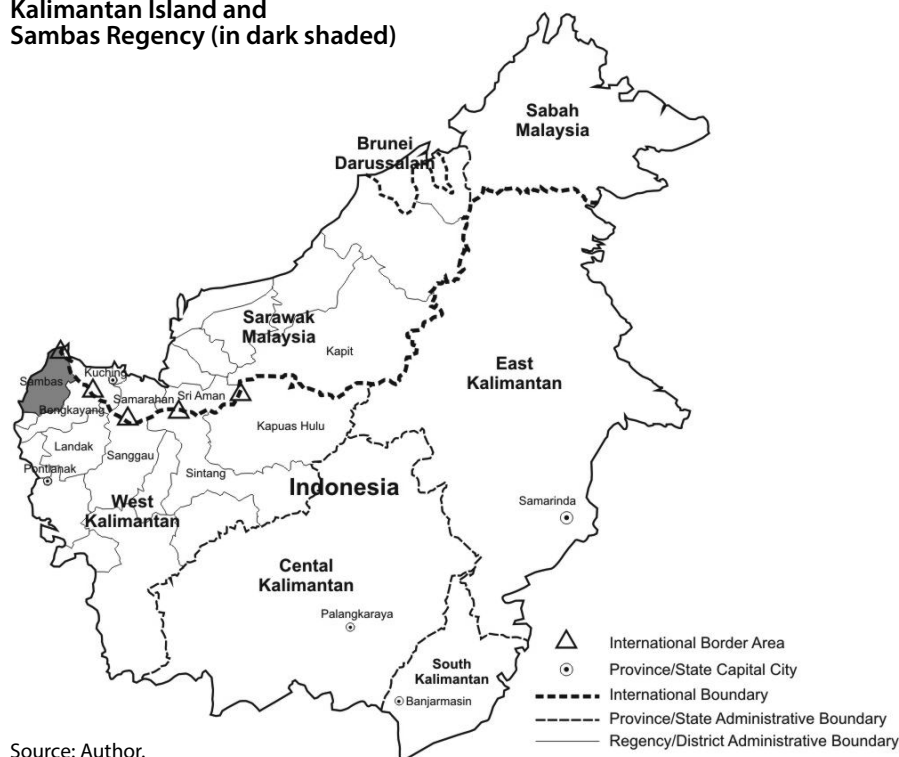 Kalimantan Island and
Sambas Regency (in dark shaded)
Sabah
Malaysia
Brunei
Darussalam
Sarawak
Malaysia
Kapit
East
Kalimantan
Kuching
Sambas
Samarahan
Sri Aman
Bengkayang
Kapuas Hulu
Landak
Sanggau
Pontianak
Sintang
Indonesia
West
Kalimantan
Samarinda
Cental
Kalimantan
Palangkaraya
South
Kalimantan
Banjarmasin
International Border Area
Province/State Capital City
International Boundary
Province/State Administrative Boundary
Regency/District Administrative Boundary
Source: Author.